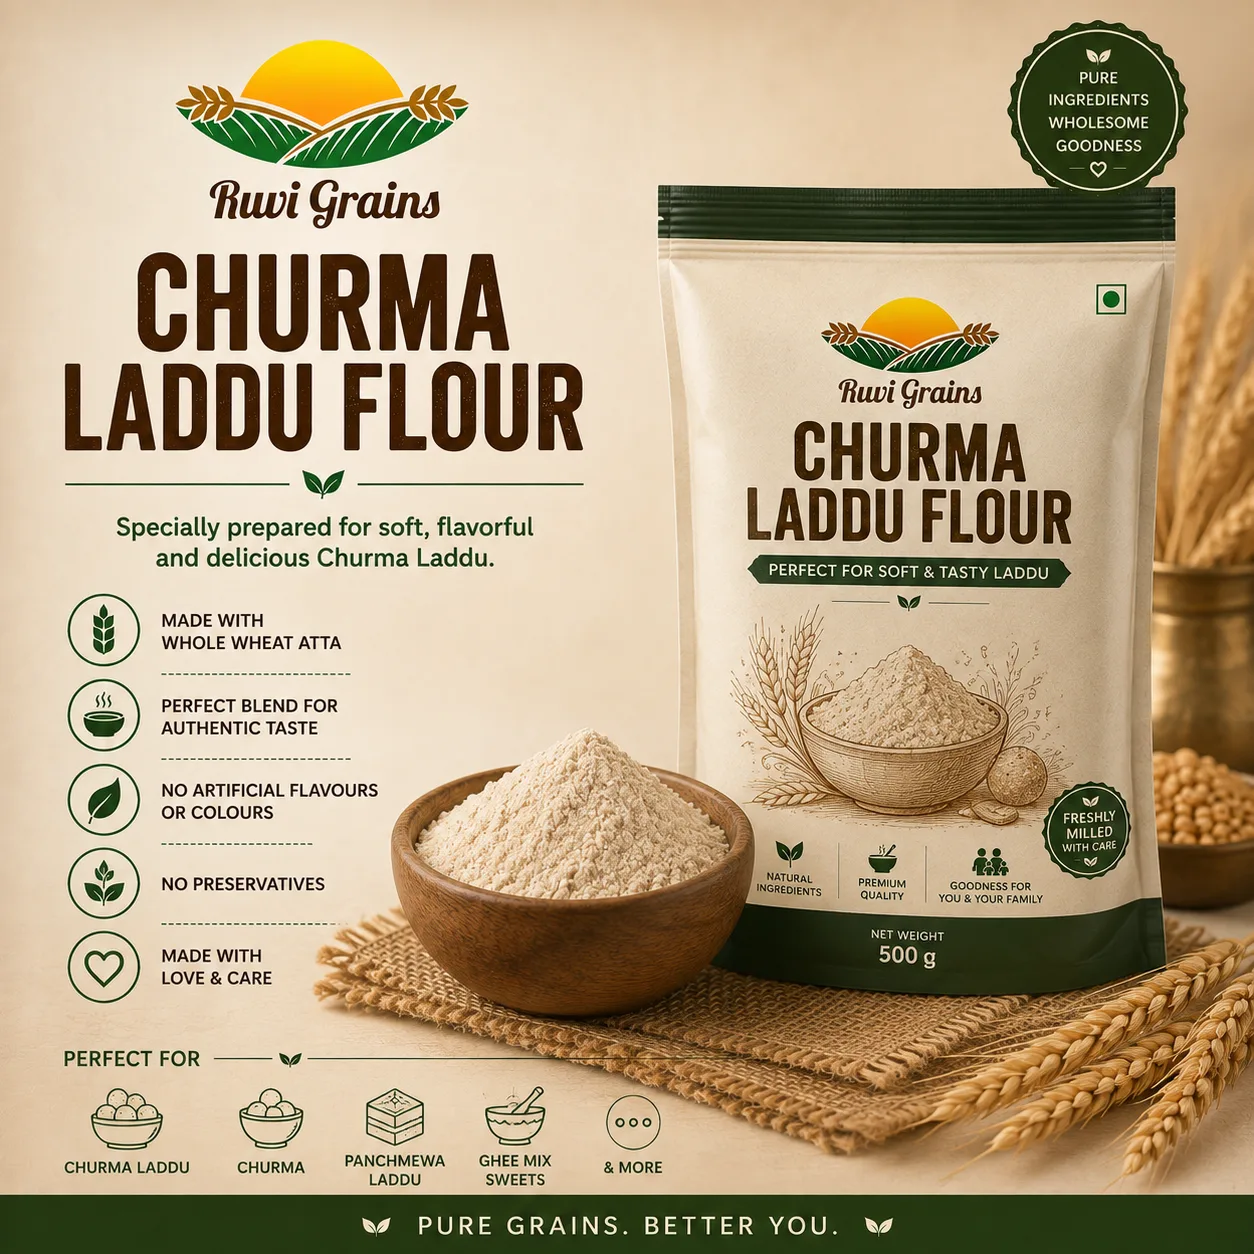 Ruvi Grains
CHURMA
LADDU FLOUR
Specially prepared for soft, flavorful
and delicious Churma Laddu.
MADE WITH
WHOLE WHEAT ATTA
PERFECT BLEND FOR
AUTHENTIC TASTE
NO ARTIFICIAL FLAVOURS
OR COLOURS
NO PRESERVATIVES
MADE WITH
LOVE & CARE
PERFECT FOR
CHURMA LADDU
CHURMA
PANCHMEWA
LADDU
GHEE MIX
SWEETS
& MORE
PURE
INGREDIENTS
WHOLESOME
GOODNESS
Ruvi Grains
CHURMA
LADDU FLOUR
PERFECT FOR SOFT & TASTY LADDU
FRESHLY
MILLED
WITH CARE
NATURAL
INGREDIENTS
PREMIUM
QUALITY
GOODNESS FOR
YOU & YOUR FAMILY
NET WEIGHT
500 g
PURE GRAINS. BETTER YOU.